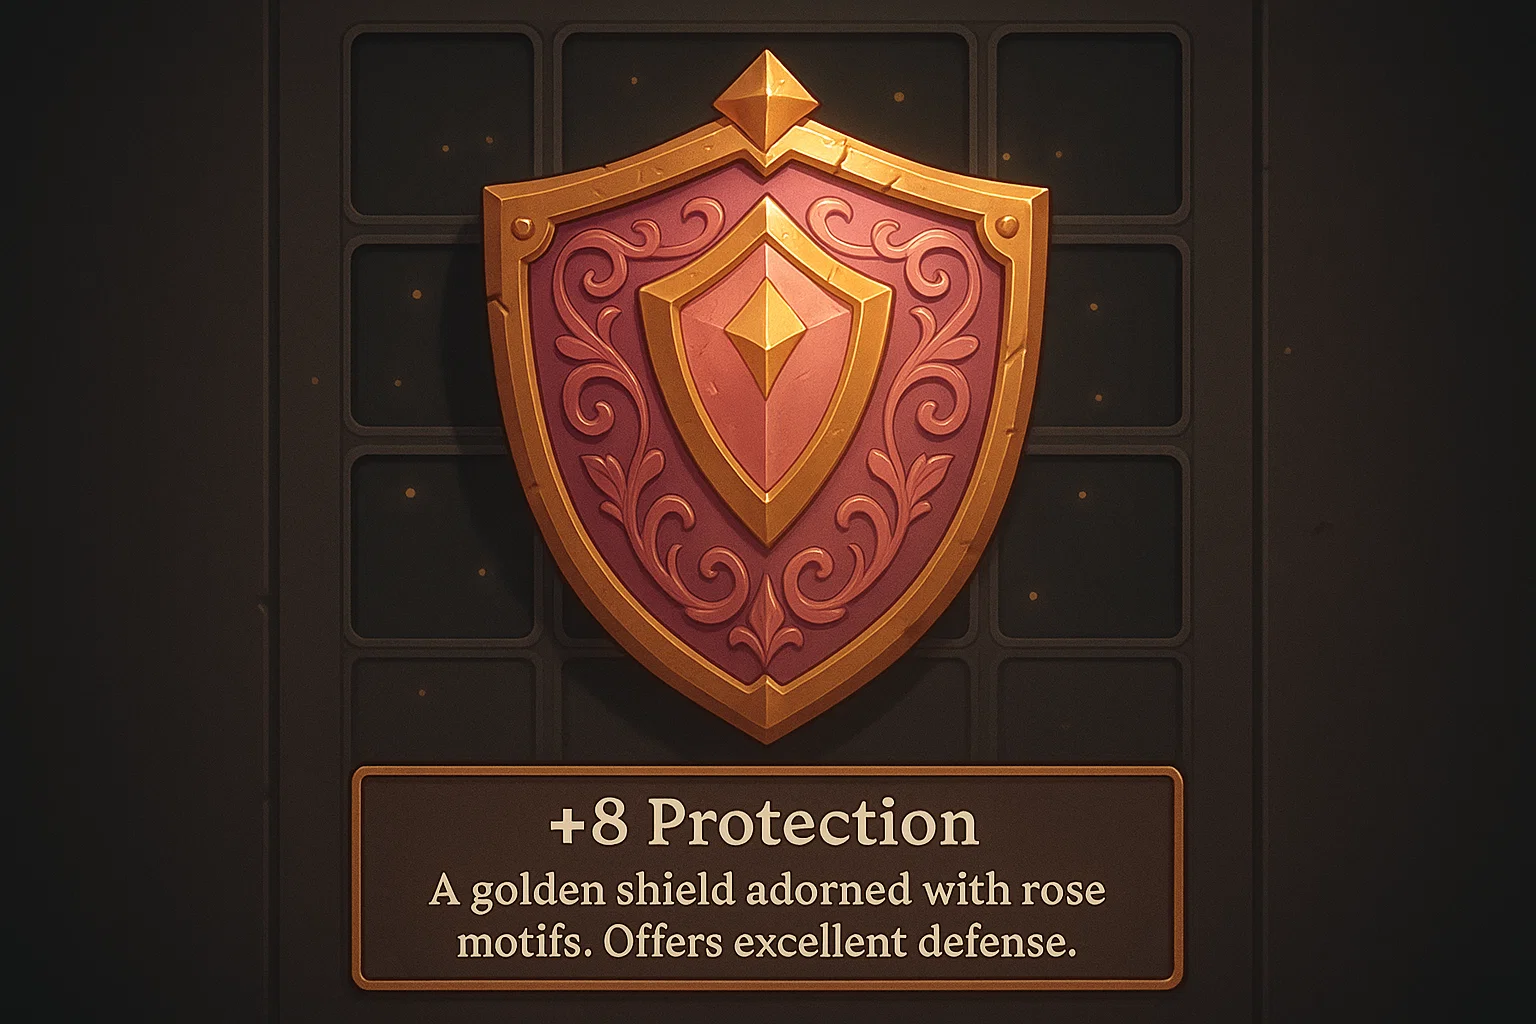 +8 Protection
A golden shield adorned with rose
motifs. Offers excellent defense.